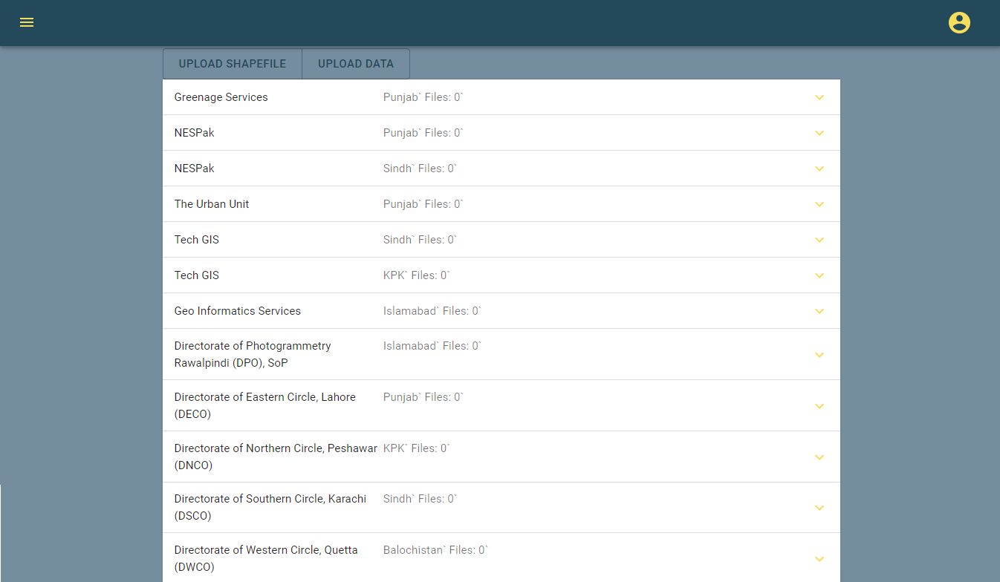 UPLOAD SHAPEFILE UPLOAD DATA
Greenage Services Punjab` Files: 0`
NESPak Punjab` Files: 0`
NESPak Sindh` Files: 0`
The Urban Unit Punjab` Files: 0`
Tech GIS Sindh` Files: 0`
Tech GIS KPK` Files: 0`
Geo Informatics Services Islamabad` Files: 0`
Directorate of Photogrammetry Islamabad` Files: 0`
Rawalpindi (DPO), SoP
Directorate of Eastern Circle, Lahore Punjab` Files: 0`
(DECO)
Directorate of Northern Circle, Peshawar KPK` Files: 0`
(DNCO)
Directorate of Southern Circle, Karachi Sindh` Files: 0`
(DSCO)
Directorate of Western Circle, Quetta Balochistan` Files: 0`
(DWCO)